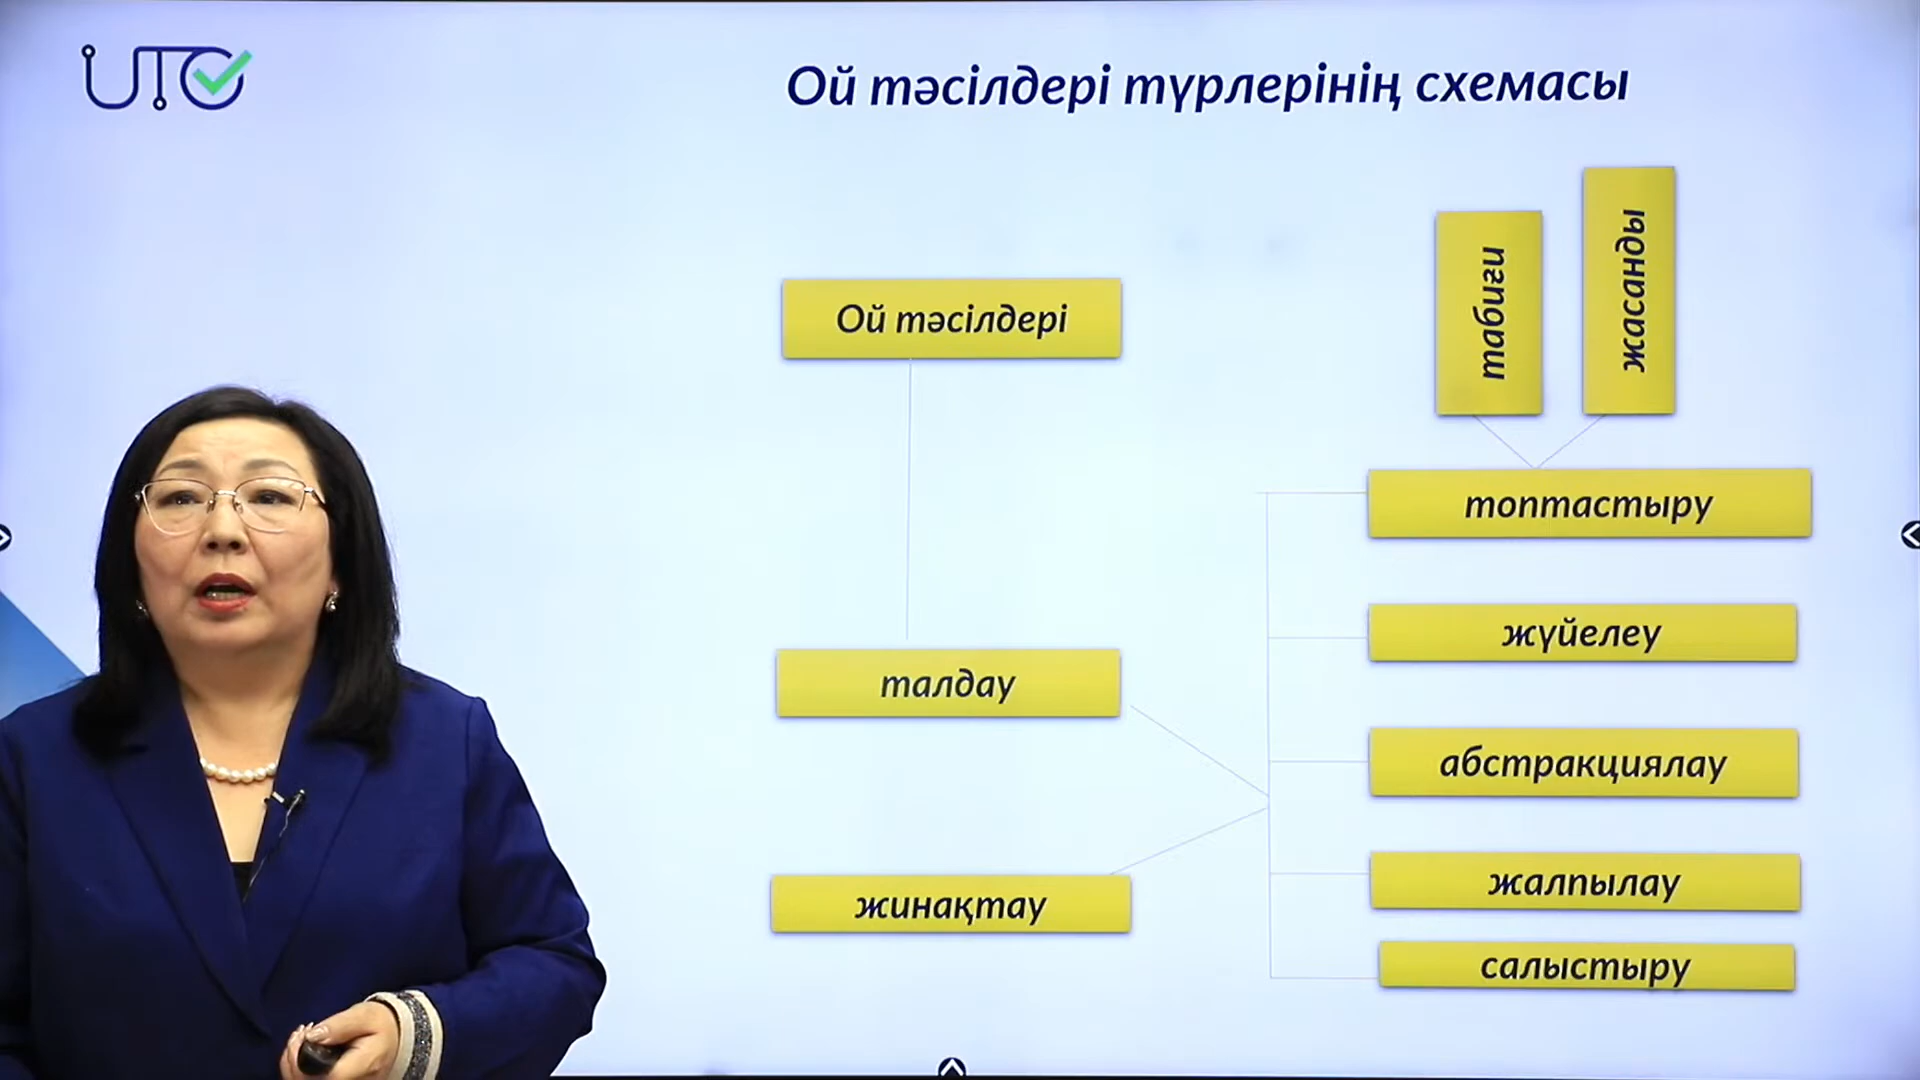 UTO
Ой тәсілдері түрлерінің схемасы
табиғи
жасанды
Ой тәсілдері
топтастыру
жүйелеу
талдау
абстракциялау
жалпылау
жинақтау
салыстыру